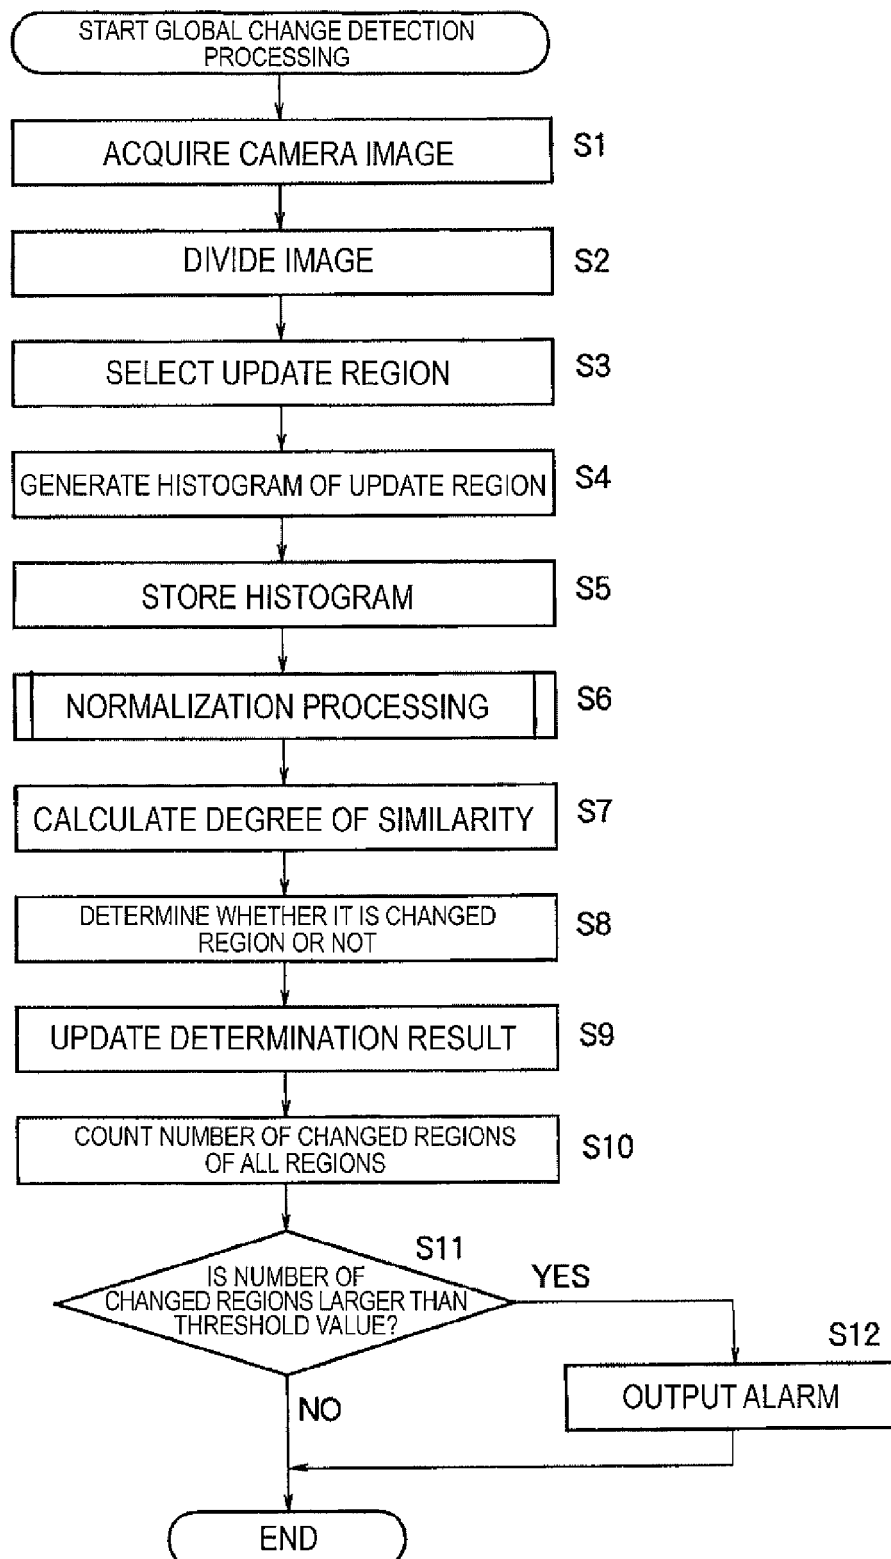 START GLOBAL CHANGE DETECTION
PROCESSING
ACQUIRE CAMERA IMAGE
S1
DIVIDE IMAGE
S2
SELECT UPDATE REGION
S3
GENERATE HISTOGRAM OF UPDATE REGION
S4
STORE HISTOGRAM
S5
NORMALIZATION PROCESSING
S6
CALCULATE DEGREE OF SIMILARITY
S7
DETERMINE WHETHER IT IS CHANGED
REGION OR NOT
S8
UPDATE DETERMINATION RESULT
S9
COUNT NUMBER OF CHANGED REGIONS
OF ALL REGIONS
S10
S11
IS NUMBER OF
CHANGED REGIONS LARGER THAN
THRESHOLD VALUE?
YES
S12
OUTPUT ALARM
NO
END